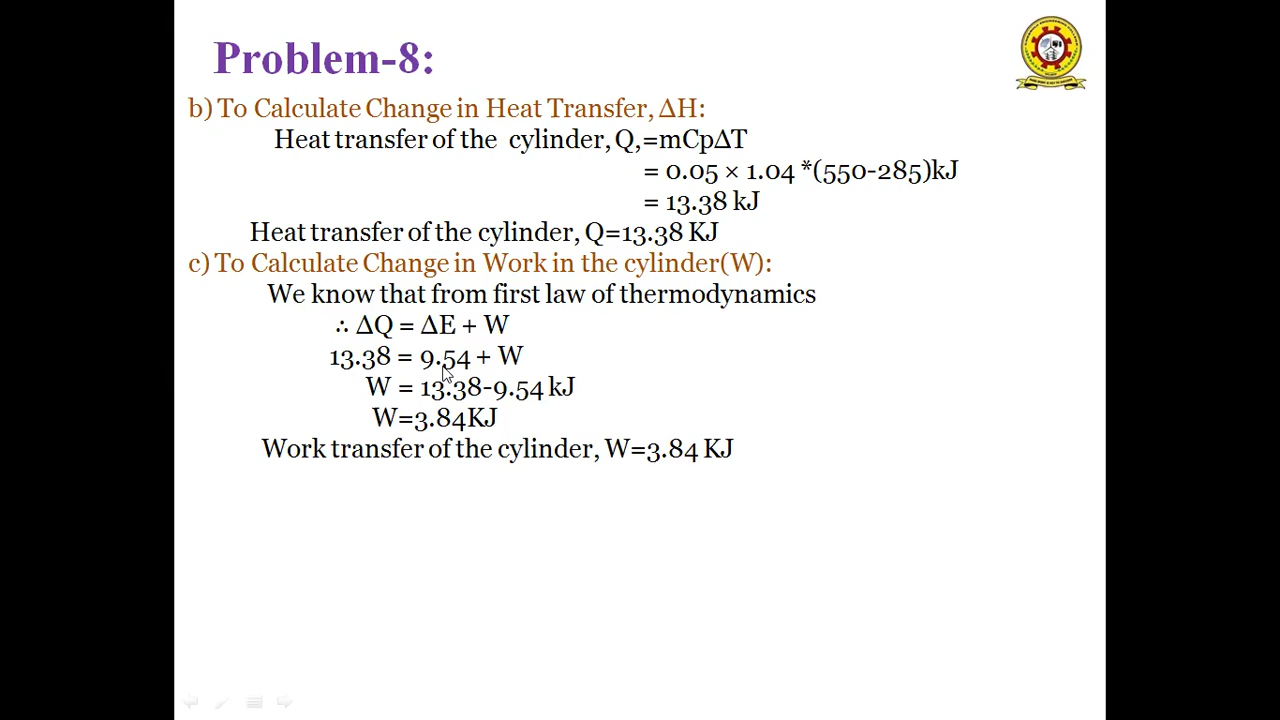 Problem-8:
b) To Calculate Change in Heat Transfer, ΔH:
Heat transfer of the cylinder, Q,=mCpΔT
= 0.05 × 1.04 *(550-285)kJ
= 13.38 kJ
Heat transfer of the cylinder, Q=13.38 KJ
c) To Calculate Change in Work in the cylinder(W):
We know that from first law of thermodynamics
∴ ΔQ = ΔE + W
13.38 = 9.54 + W
W = 13.38-9.54 kJ
W=3.84KJ
Work transfer of the cylinder, W=3.84 KJ